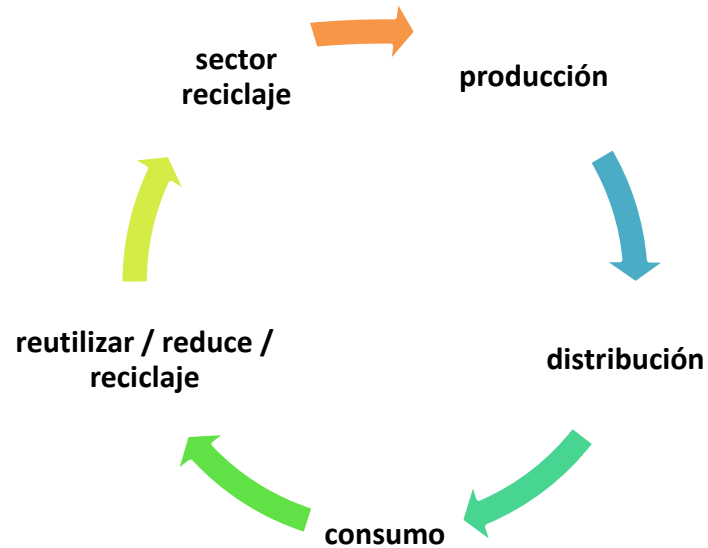 sector
reciclaje
producción
distribución
consumo
reutilizar / reduce /
reciclaje